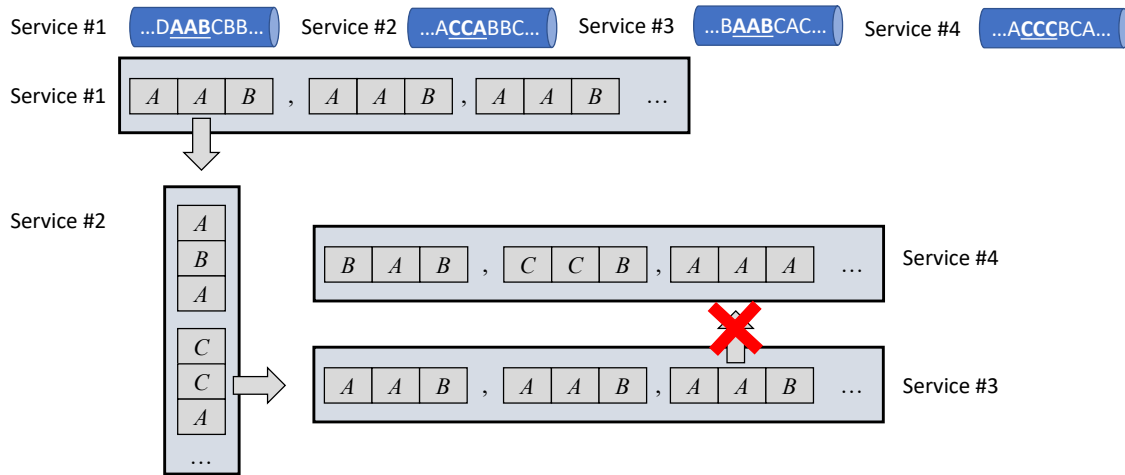 Service #1 ...DAABCBB... Service #2 ...ACCABBC... Service #3 ...BAABCAC... Service #4 ...ACCCBCA...
Service #1 A A B , A A B , A A B ...
Service #2
A
B
A
C
C
A
...
B A B , C C B , A A A ... Service #4
A A B , A A B , A A B ... Service #3